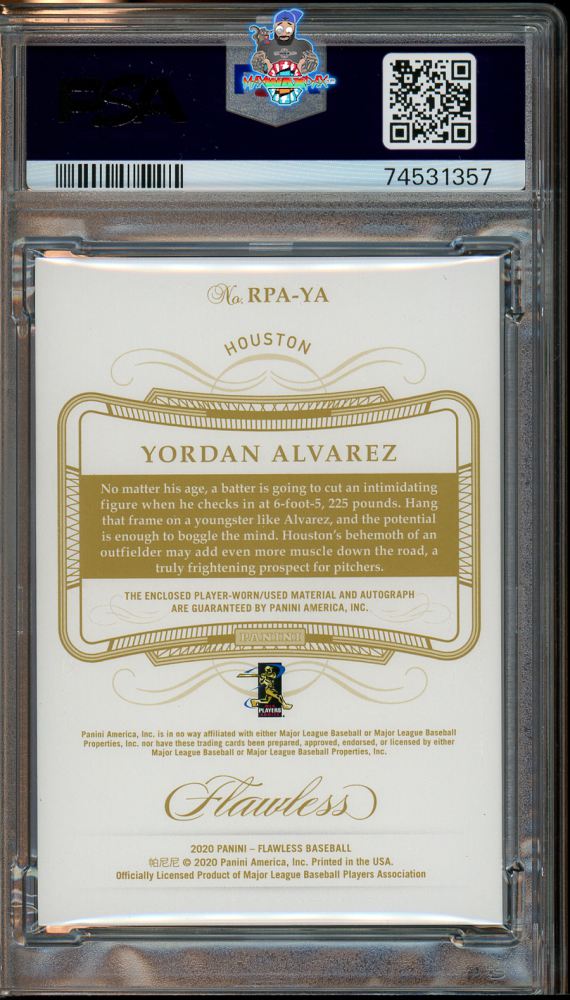 PSA
74531357
No. RPA-YA
HOUSTON
YORDAN ALVAREZ
No matter his age, a batter is going to cut an intimidating
figure when he checks in at 6-foot-5, 225 pounds. Hang
that frame on a youngster like Alvarez, and the potential
is enough to boggle the mind. Houston's behemoth of an
outfielder may add even more muscle down the road, a
truly frightening prospect for pitchers.
THE ENCLOSED PLAYER-WORN/USED MATERIAL AND AUTOGRAPH
ARE GUARANTEED BY PANINI AMERICA, INC.
PANINI
PLAYERS
Panini America, Inc. is in no way affiliated with either Major League Baseball or Major League Baseball
Properties, Inc. nor have these trading cards been prepared, approved, endorsed, or licensed by either
Major League Baseball or Major League Baseball Properties, Inc.
Flawless
2020 PANINI – FLAWLESS BASEBALL
帕尼尼 © 2020 Panini America, Inc. Printed in the USA.
Officially Licensed Product of Major League Baseball Players Association